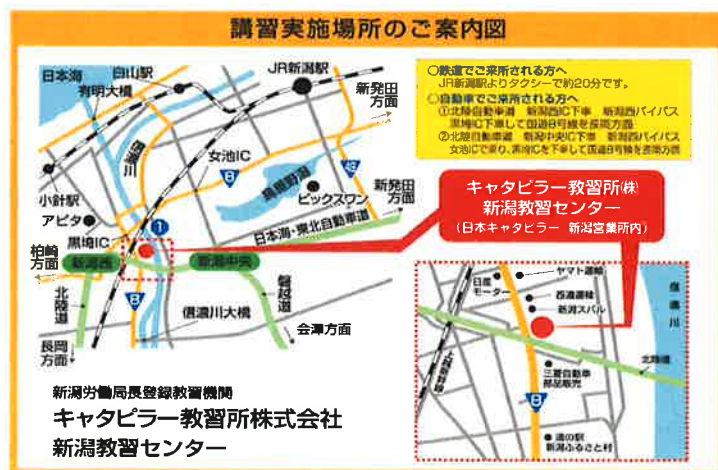 講習実施場所のご案内図
○鉄道でご来所される方へ
JR新潟駅よりタクシーで約20分です。
○自動車でご来所される方へ
①北陸自動車道 新潟西IC下車 新潟西バイパス
黒埼IC下車して国道8号線を長岡方面
②北陸自動車道 新潟中央IC下車 新潟西バイパス
女池ICで乗り、黒埼ICを下車して国道8号線を長岡方面
日本海
白山駅
有明大橋
JR新潟駅
新発田
方面
女池IC
8
鳥屋野潟
ビックスワン
小針駅
アピタ
新発田
方面
日本海・東北自動車道
黒埼IC
1
柏崎
方面
新潟西
新潟中央
北陸道
8
信濃川大橋
磐越道
会津方面
長岡
方面
キャタピラー教習所㈱
新潟教習センター
(日本キャタピラー 新潟営業所内)
ヤマト運輸
日産
モーター
西濃運輸
新潟スバル
信濃川
上越新幹線
北陸道
三菱自動車
部品販売
8
道の駅
新潟ふるさと村
新潟労働局長登録教習機関
キャタピラー教習所株式会社
新潟教習センター